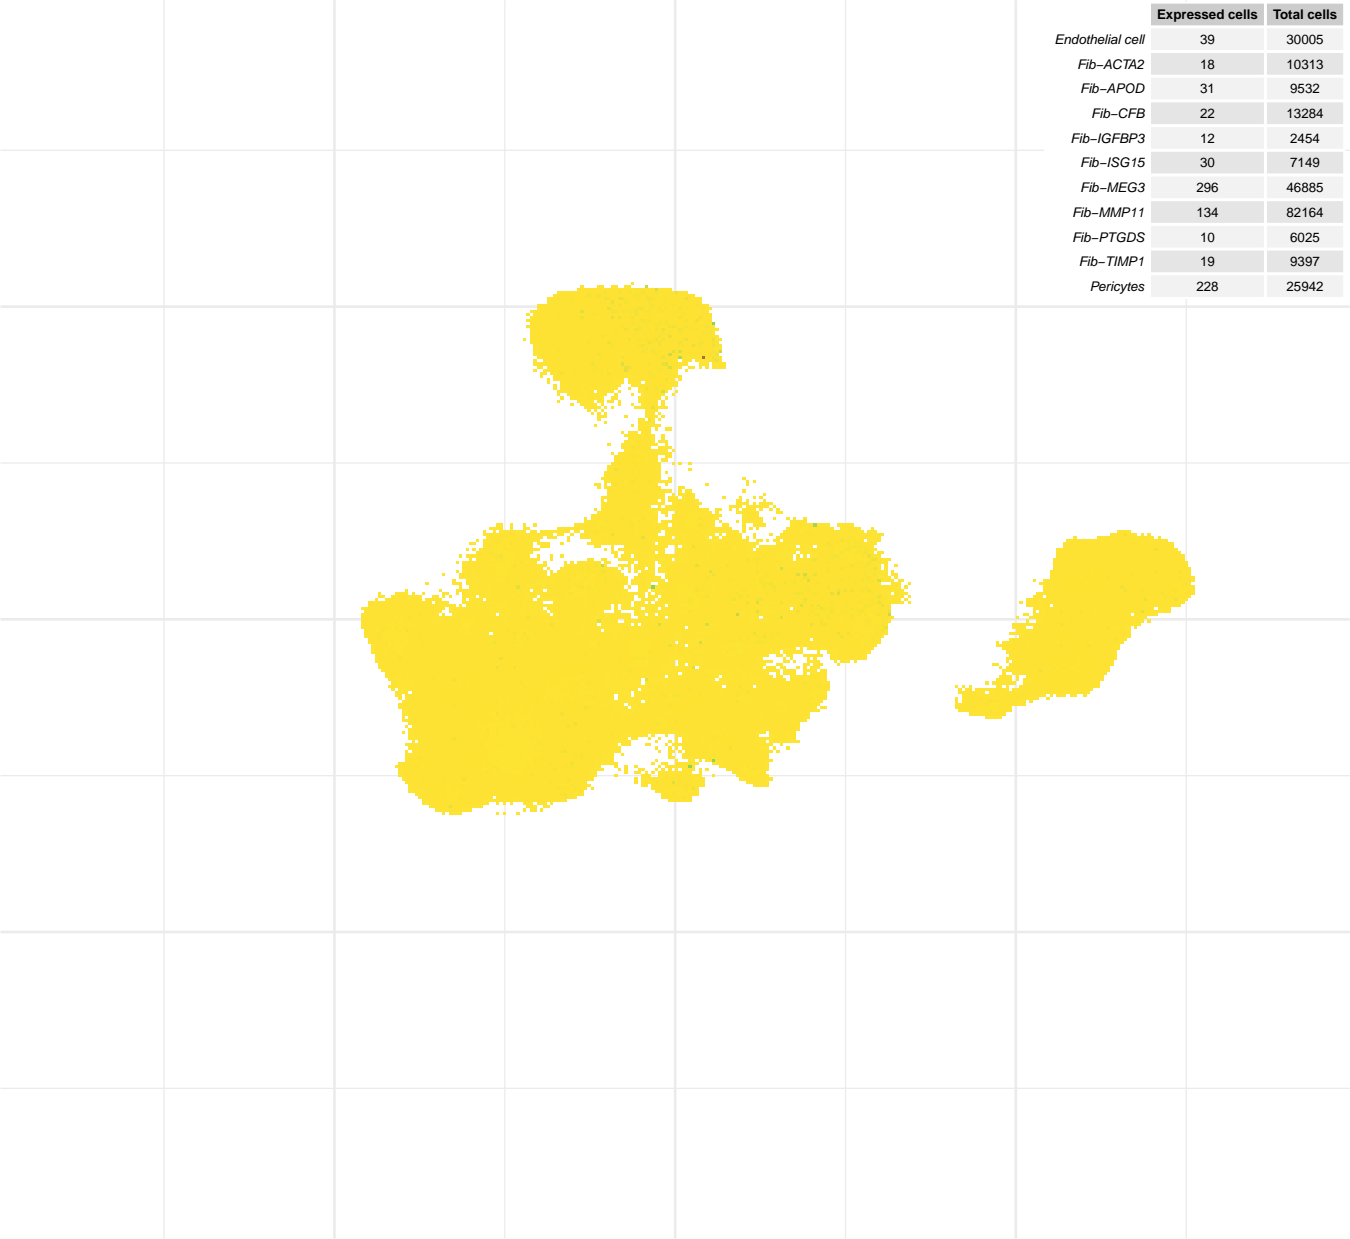 Expressed cells Total cells
Endothelial cell 39 30005
Fib−ACTA2 18 10313
Fib−APOD 31 9532
Fib−CFB 22 13284
Fib−IGFBP3 12 2454
Fib−ISG15 30 7149
Fib−MEG3 296 46885
Fib−MMP11 134 82164
Fib−PTGDS 10 6025
Fib−TIMP1 19 9397
Pericytes 228 25942